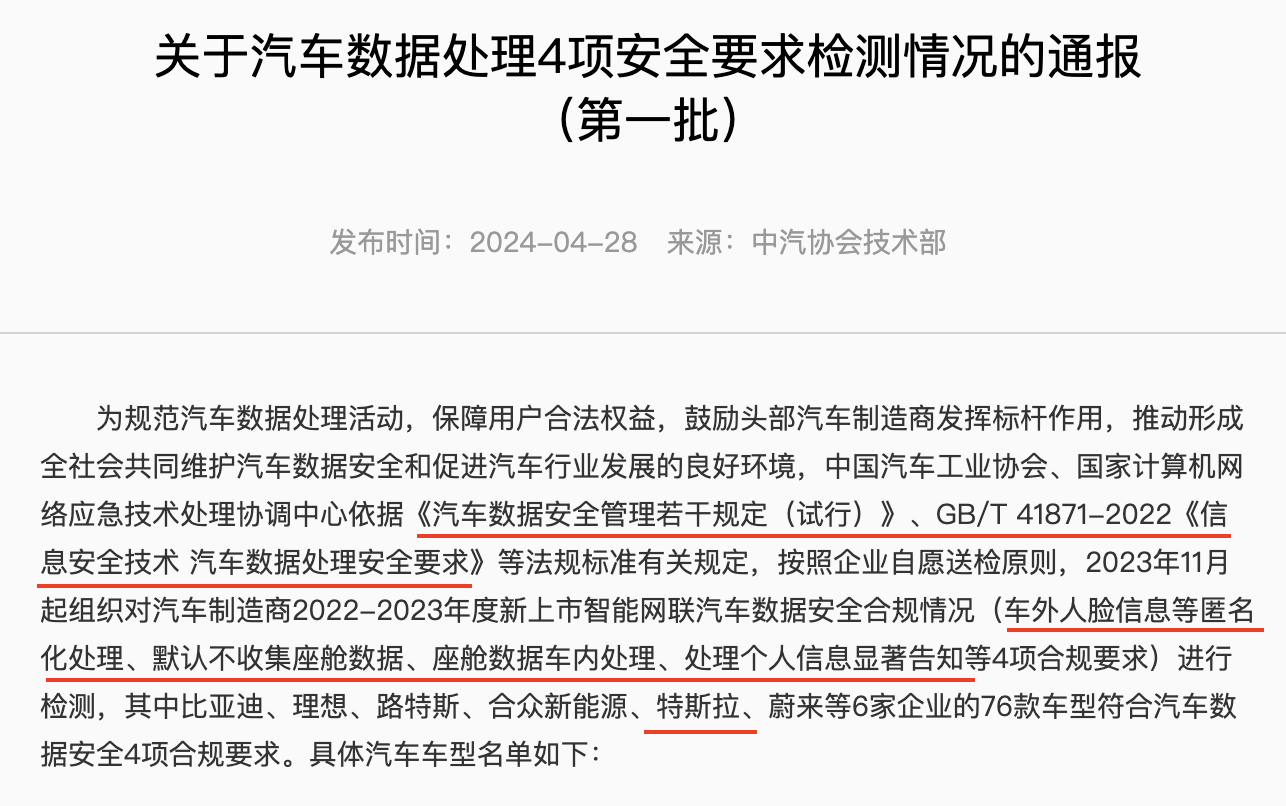 关于汽车数据处理4项安全要求检测情况的通报
（第一批）
发布时间：2024-04-28 来源：中汽协会技术部
为规范汽车数据处理活动，保障用户合法权益，鼓励头部汽车制造商发挥标杆作用，推动形成
全社会共同维护汽车数据安全和促进汽车行业发展的良好环境，中国汽车工业协会、国家计算机网
络应急技术处理协调中心依据《汽车数据安全管理若干规定（试行）》、GB/T 41871-2022《信
息安全技术 汽车数据处理安全要求》等法规标准有关规定，按照企业自愿送检原则，2023年11月
起组织对汽车制造商2022-2023年度新上市智能网联汽车数据安全合规情况（车外人脸信息等匿名
化处理、默认不收集座舱数据、座舱数据车内处理、处理个人信息显著告知等4项合规要求）进行
检测，其中比亚迪、理想、路特斯、合众新能源、特斯拉、蔚来等6家企业的76款车型符合汽车数
据安全4项合规要求。具体汽车车型名单如下：